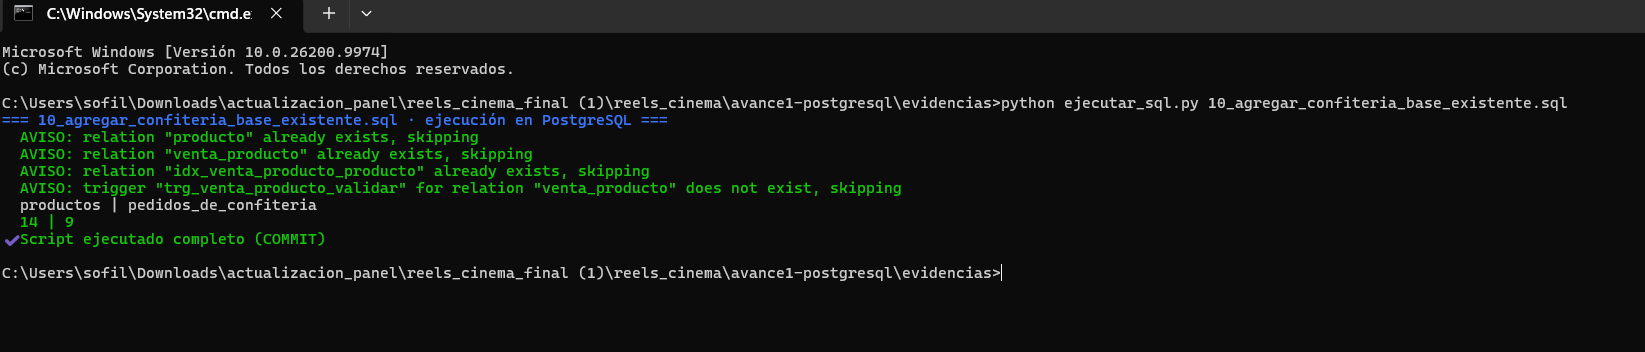 C:\Windows\System32\cmd.e
Microsoft Windows [Versión 10.0.26200.9974]
(c) Microsoft Corporation. Todos los derechos reservados.
C:\Users\sofil\Downloads\actualizacion_panel\reels_cinema_final (1)\reels_cinema\avance1-postgresql\evidencias>python ejecutar_sql.py 10_agregar_confiteria_base_existente.sql
=== 10_agregar_confiteria_base_existente.sql · ejecución en PostgreSQL ===
AVISO: relation "producto" already exists, skipping
AVISO: relation "venta_producto" already exists, skipping
AVISO: relation "idx_venta_producto_producto" already exists, skipping
AVISO: trigger "trg_venta_producto_validar" for relation "venta_producto" does not exist, skipping
productos | pedidos_de_confiteria
14 | 9
✔Script ejecutado completo (COMMIT)
C:\Users\sofil\Downloads\actualizacion_panel\reels_cinema_final (1)\reels_cinema\avance1-postgresql\evidencias>